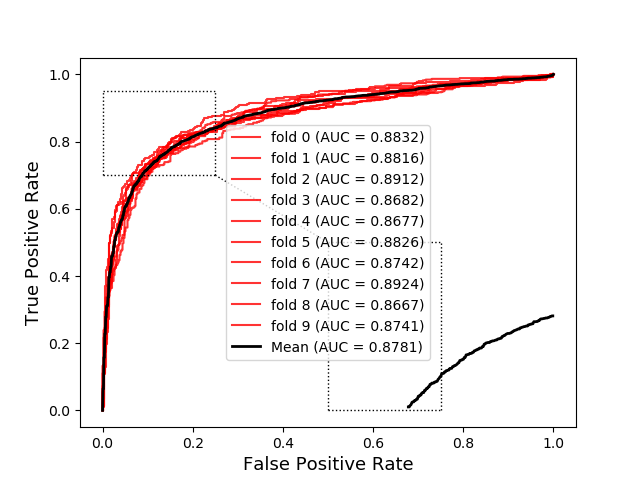 1.0
0.8
0.6
0.4
0.2
0.0
True Positive Rate
fold 0 (AUC = 0.8832)
fold 1 (AUC = 0.8816)
fold 2 (AUC = 0.8912)
fold 3 (AUC = 0.8682)
fold 4 (AUC = 0.8677)
fold 5 (AUC = 0.8826)
fold 6 (AUC = 0.8742)
fold 7 (AUC = 0.8924)
fold 8 (AUC = 0.8667)
fold 9 (AUC = 0.8741)
Mean (AUC = 0.8781)
0.0 0.2 0.4 0.6 0.8 1.0
False Positive Rate